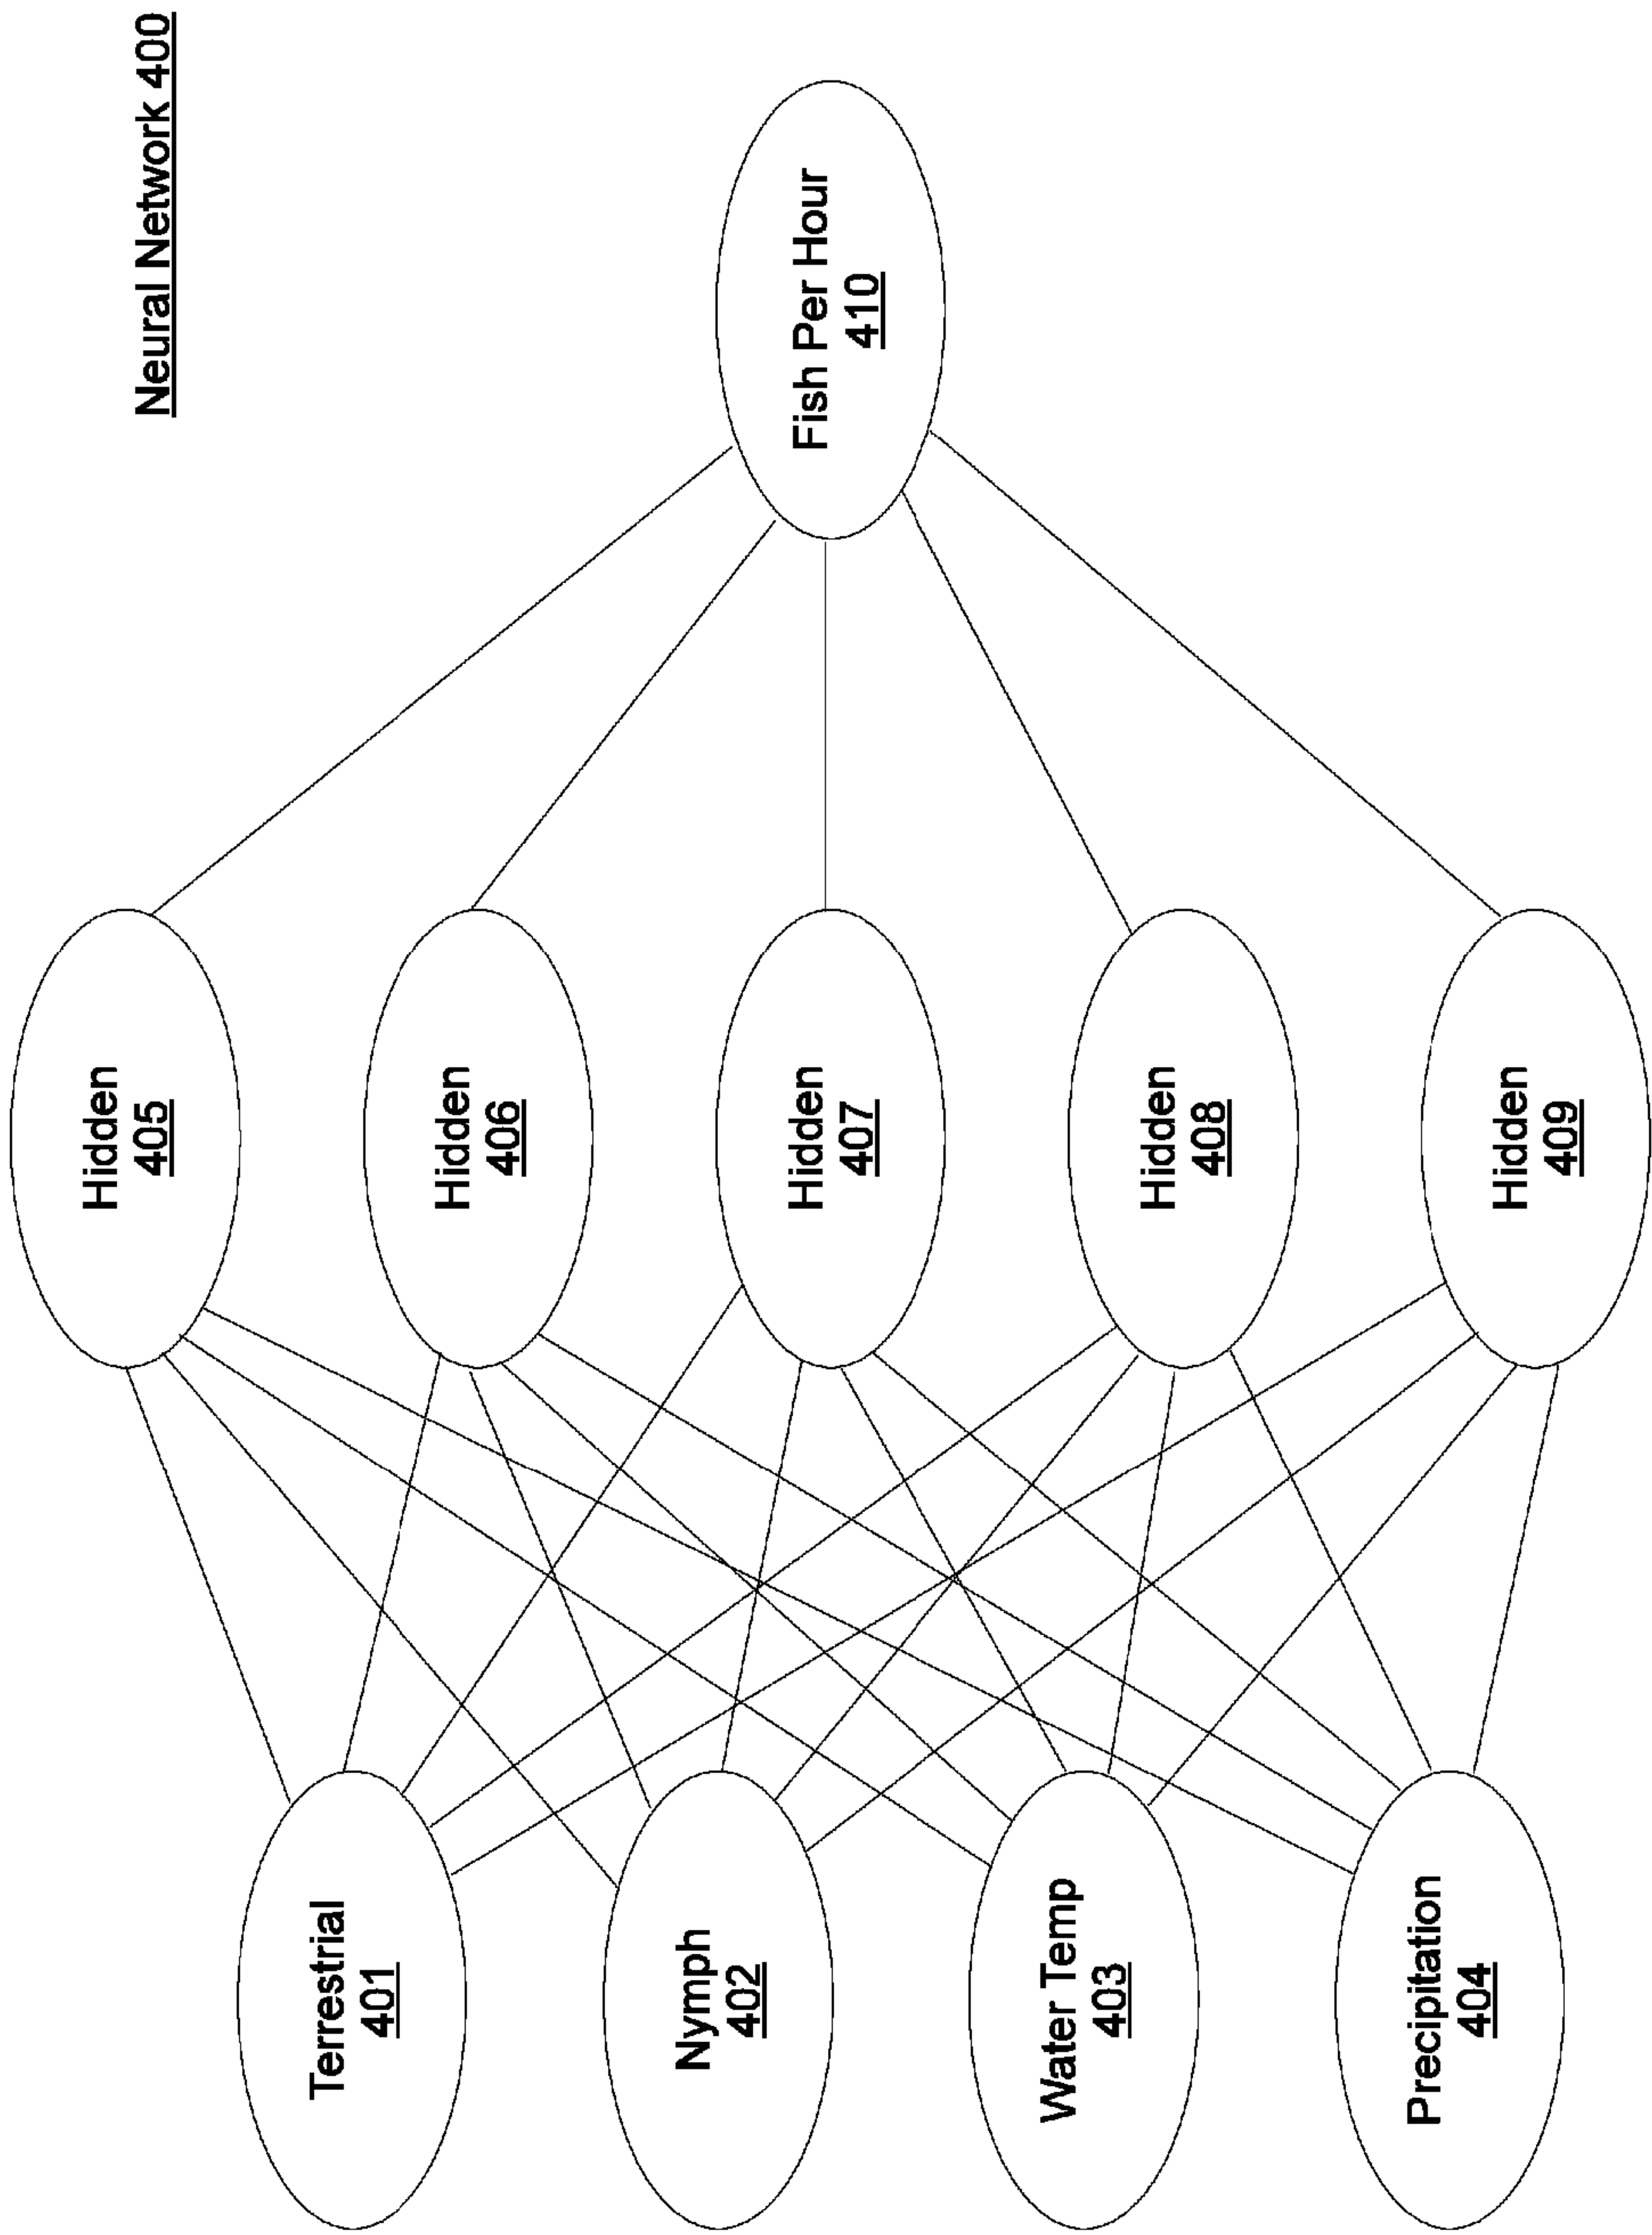 Neural Network 400
Terrestrial
401
Nymph
402
Water Temp
403
Precipitation
404
Hidden
405
Hidden
406
Hidden
407
Hidden
408
Hidden
409
Fish Per Hour
410